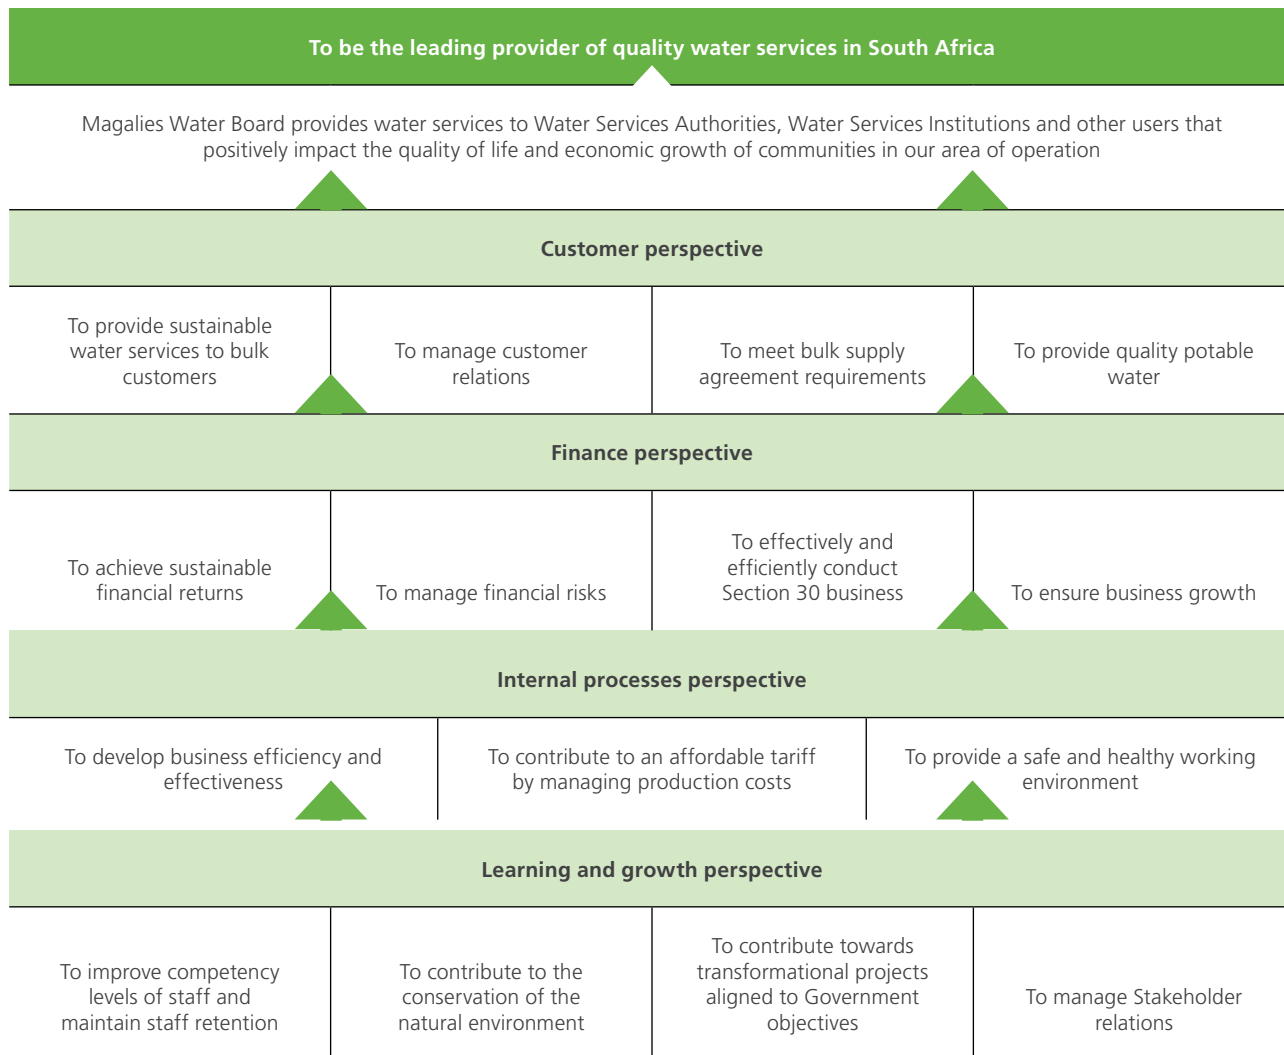 To be the leading provider of quality water services in South Africa
Magalies Water Board provides water services to Water Services Authorities, Water Services Institutions and other users that
positively impact the quality of life and economic growth of communities in our area of operation
Customer perspective
To provide sustainable
water services to bulk
customers
To manage customer
relations
To meet bulk supply
agreement requirements
To provide quality potable
water
Finance perspective
To achieve sustainable
financial returns
To manage financial risks
To effectively and
efficiently conduct
Section 30 business
To ensure business growth
Internal processes perspective
To develop business efficiency and
effectiveness
To contribute to an affordable tariff
by managing production costs
To provide a safe and healthy working
environment
Learning and growth perspective
To improve competency
levels of staff and
maintain staff retention
To contribute to the
conservation of the
natural environment
To contribute towards
transformational projects
aligned to Government
objectives
To manage Stakeholder
relations